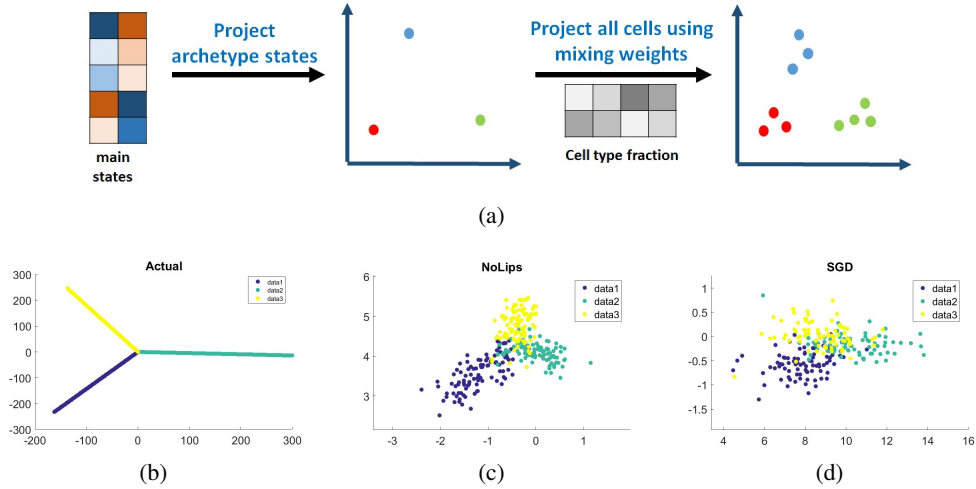 Project
archetype states
main
states
Project all cells using
mixing weights
Cell type fraction
(a)
Actual
data1
data2
data3
300
200
100
0
-100
-200
-300
-200
-100
0
100
200
300
(b)
NoLips
data1
data2
data3
6
5
4
3
-3
-2
-1
0
1
(c)
SGD
data1
data2
data3
1
0.5
0
-0.5
-1
-1.5
4
6
8
10
12
14
16
(d)